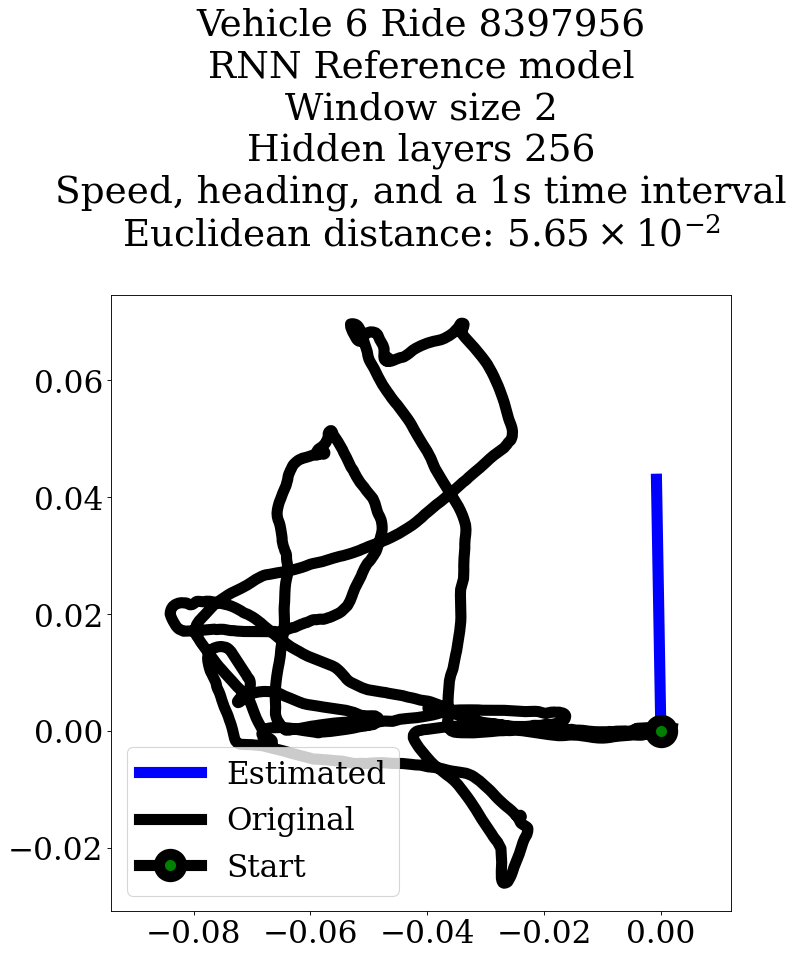 Vehicle 6 Ride 8397956
RNN Reference model
Window size 2
Hidden layers 256
Speed, heading, and a 1s time interval
Euclidean distance: 5.65 × 10⁻²
0.06
0.04
0.02
0.00
−0.02
Estimated
Original
Start
−0.08 −0.06 −0.04 −0.02 0.00